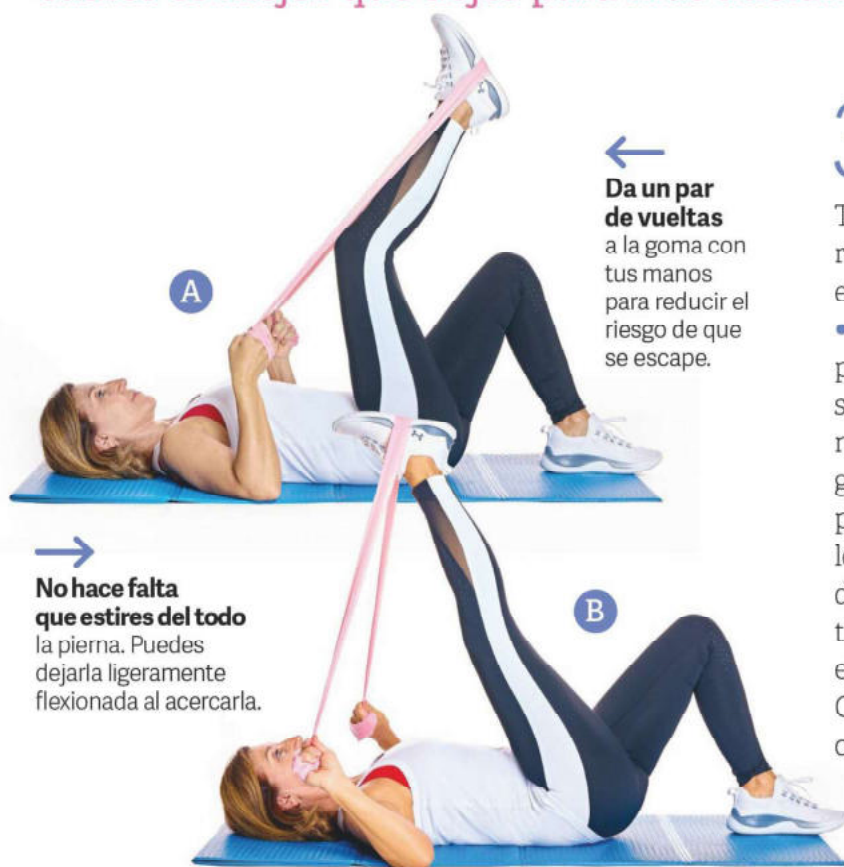 A
Da un par
de vueltas
a la goma con
tus manos
para reducir el
riesgo de que
se escape.
No hace falta
que estires del todo
la pierna. Puedes
dejarla ligeramente
flexionada al acercarla.
B